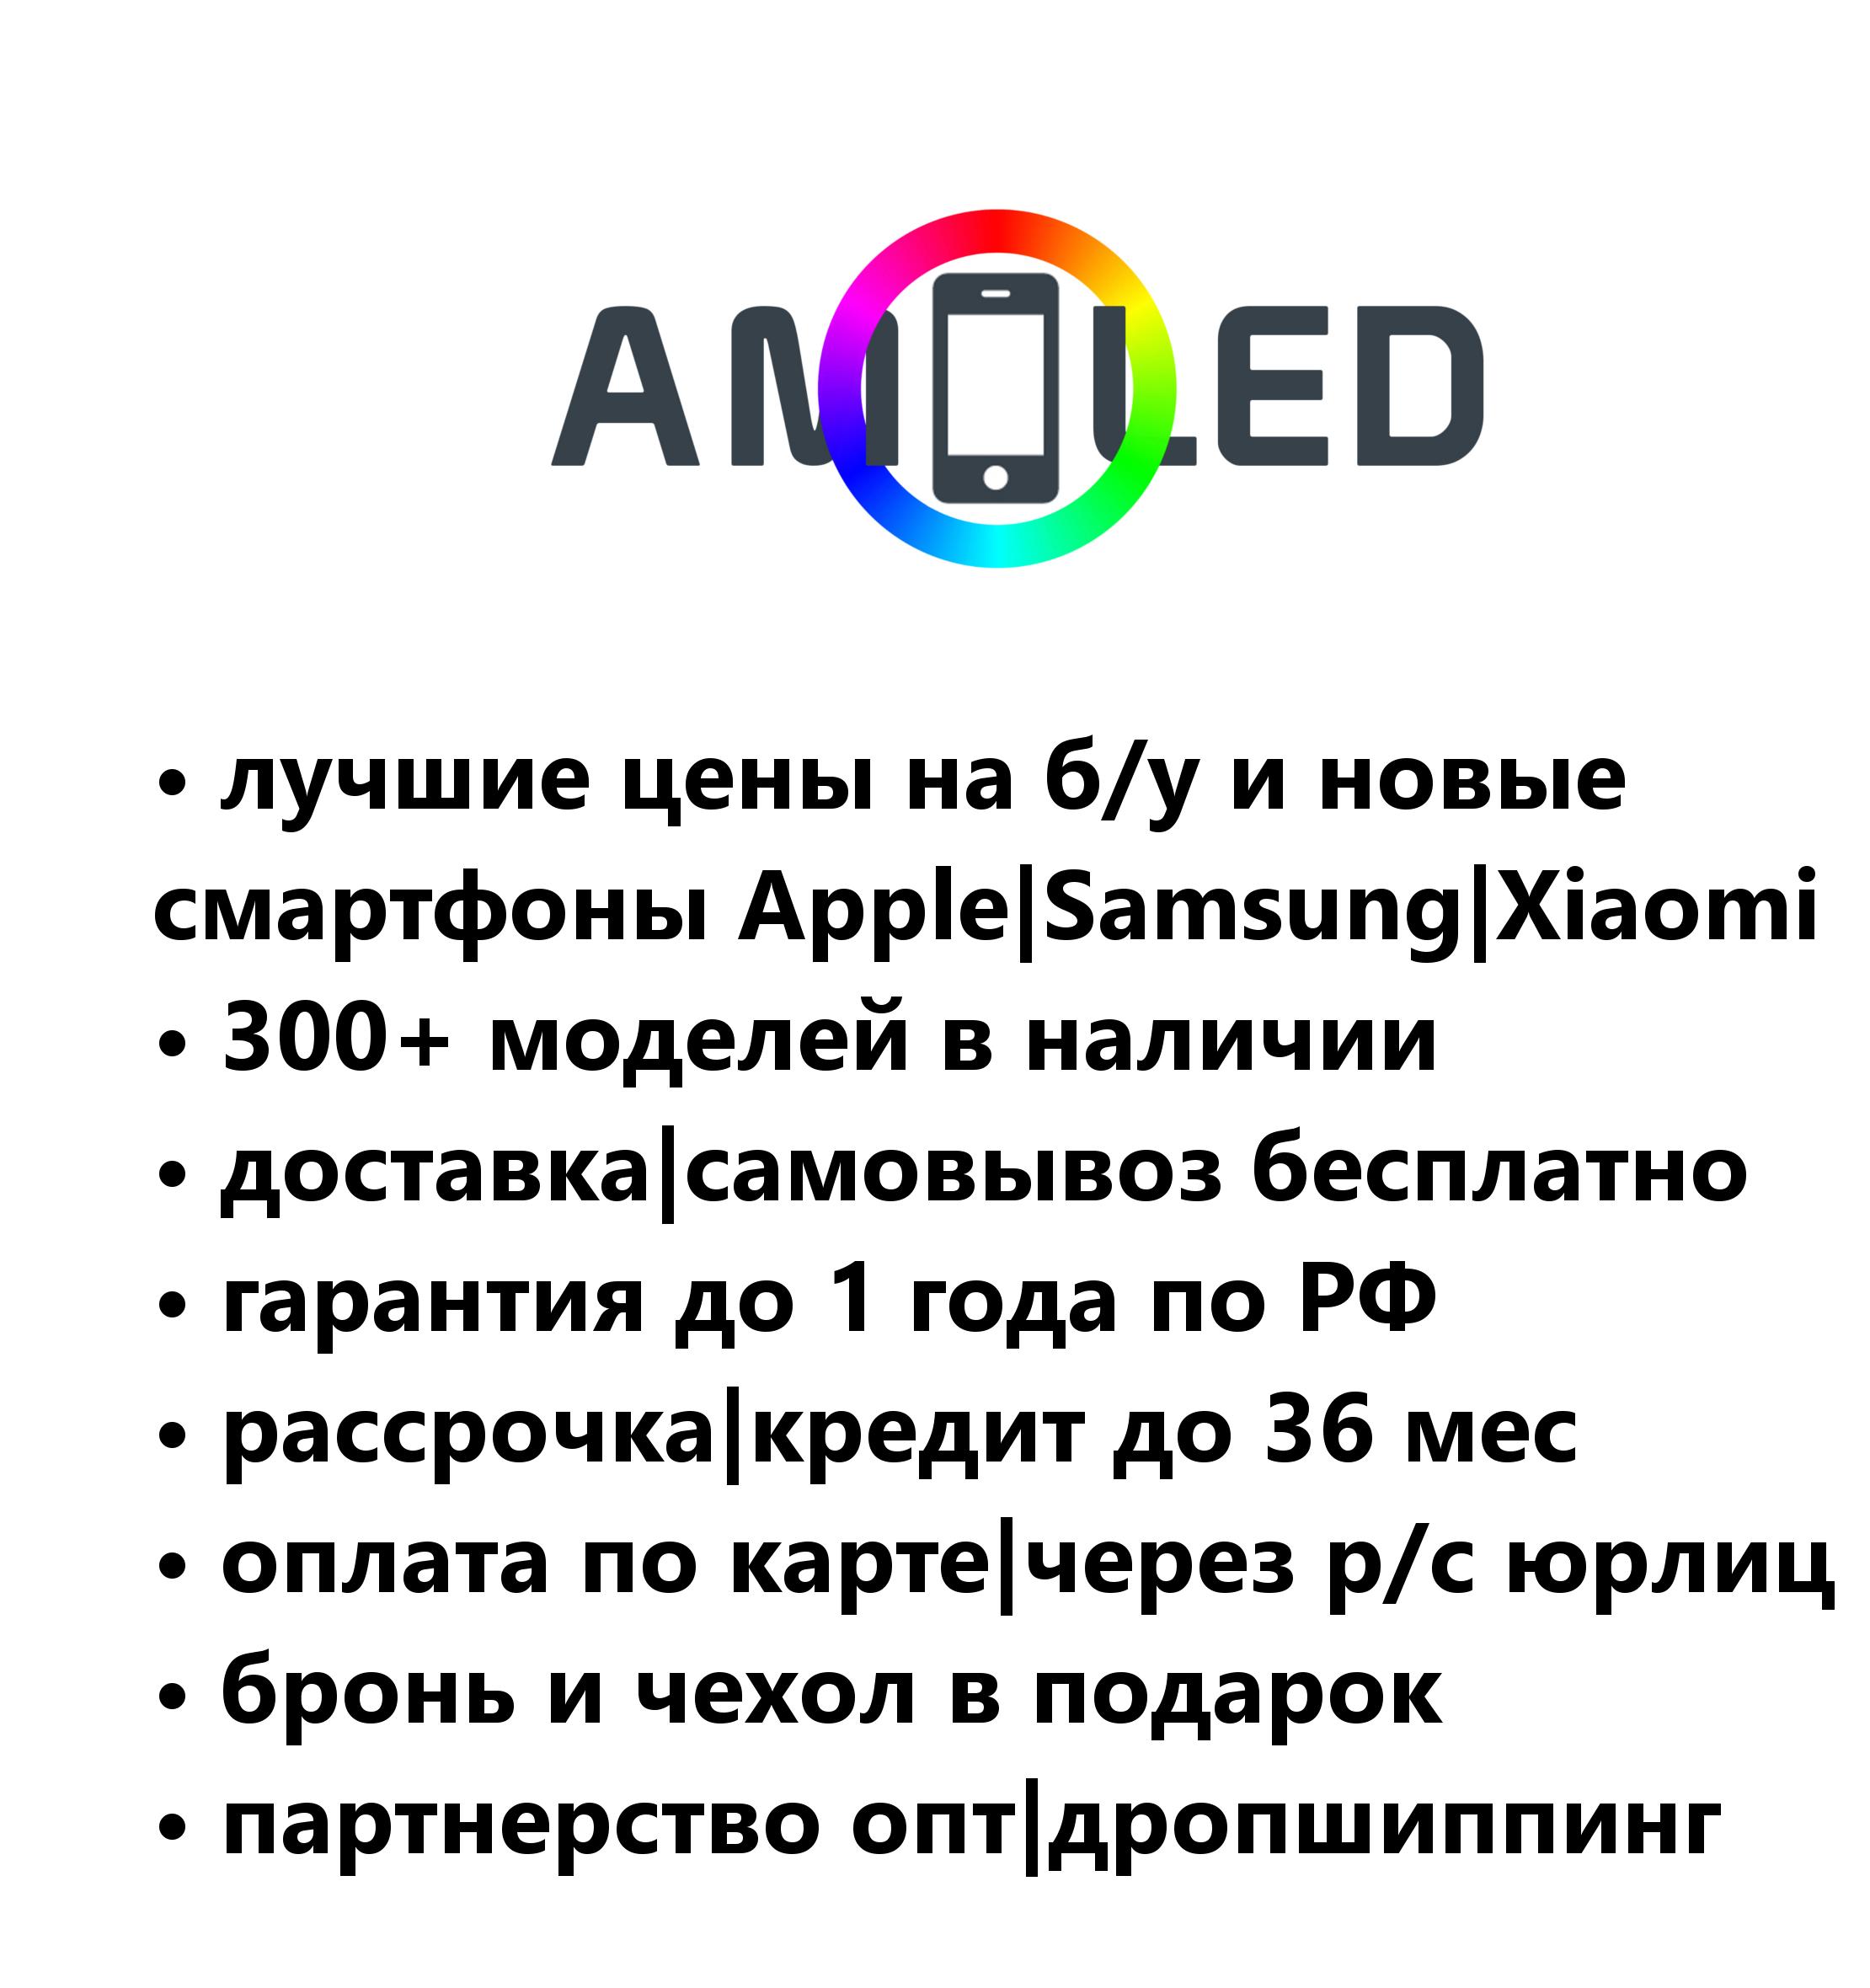 AMOLED
• лучшие цены на б/у и новые
смартфоны Apple|Samsung|Xiaomi
• 300+ моделей в наличии
• доставка|самовывоз бесплатно
• гарантия до 1 года по РФ
• рассрочка|кредит до 36 мес
• оплата по карте|через р/с юрлиц
• бронь и чехол в подарок
• партнерство опт|дропшиппинг